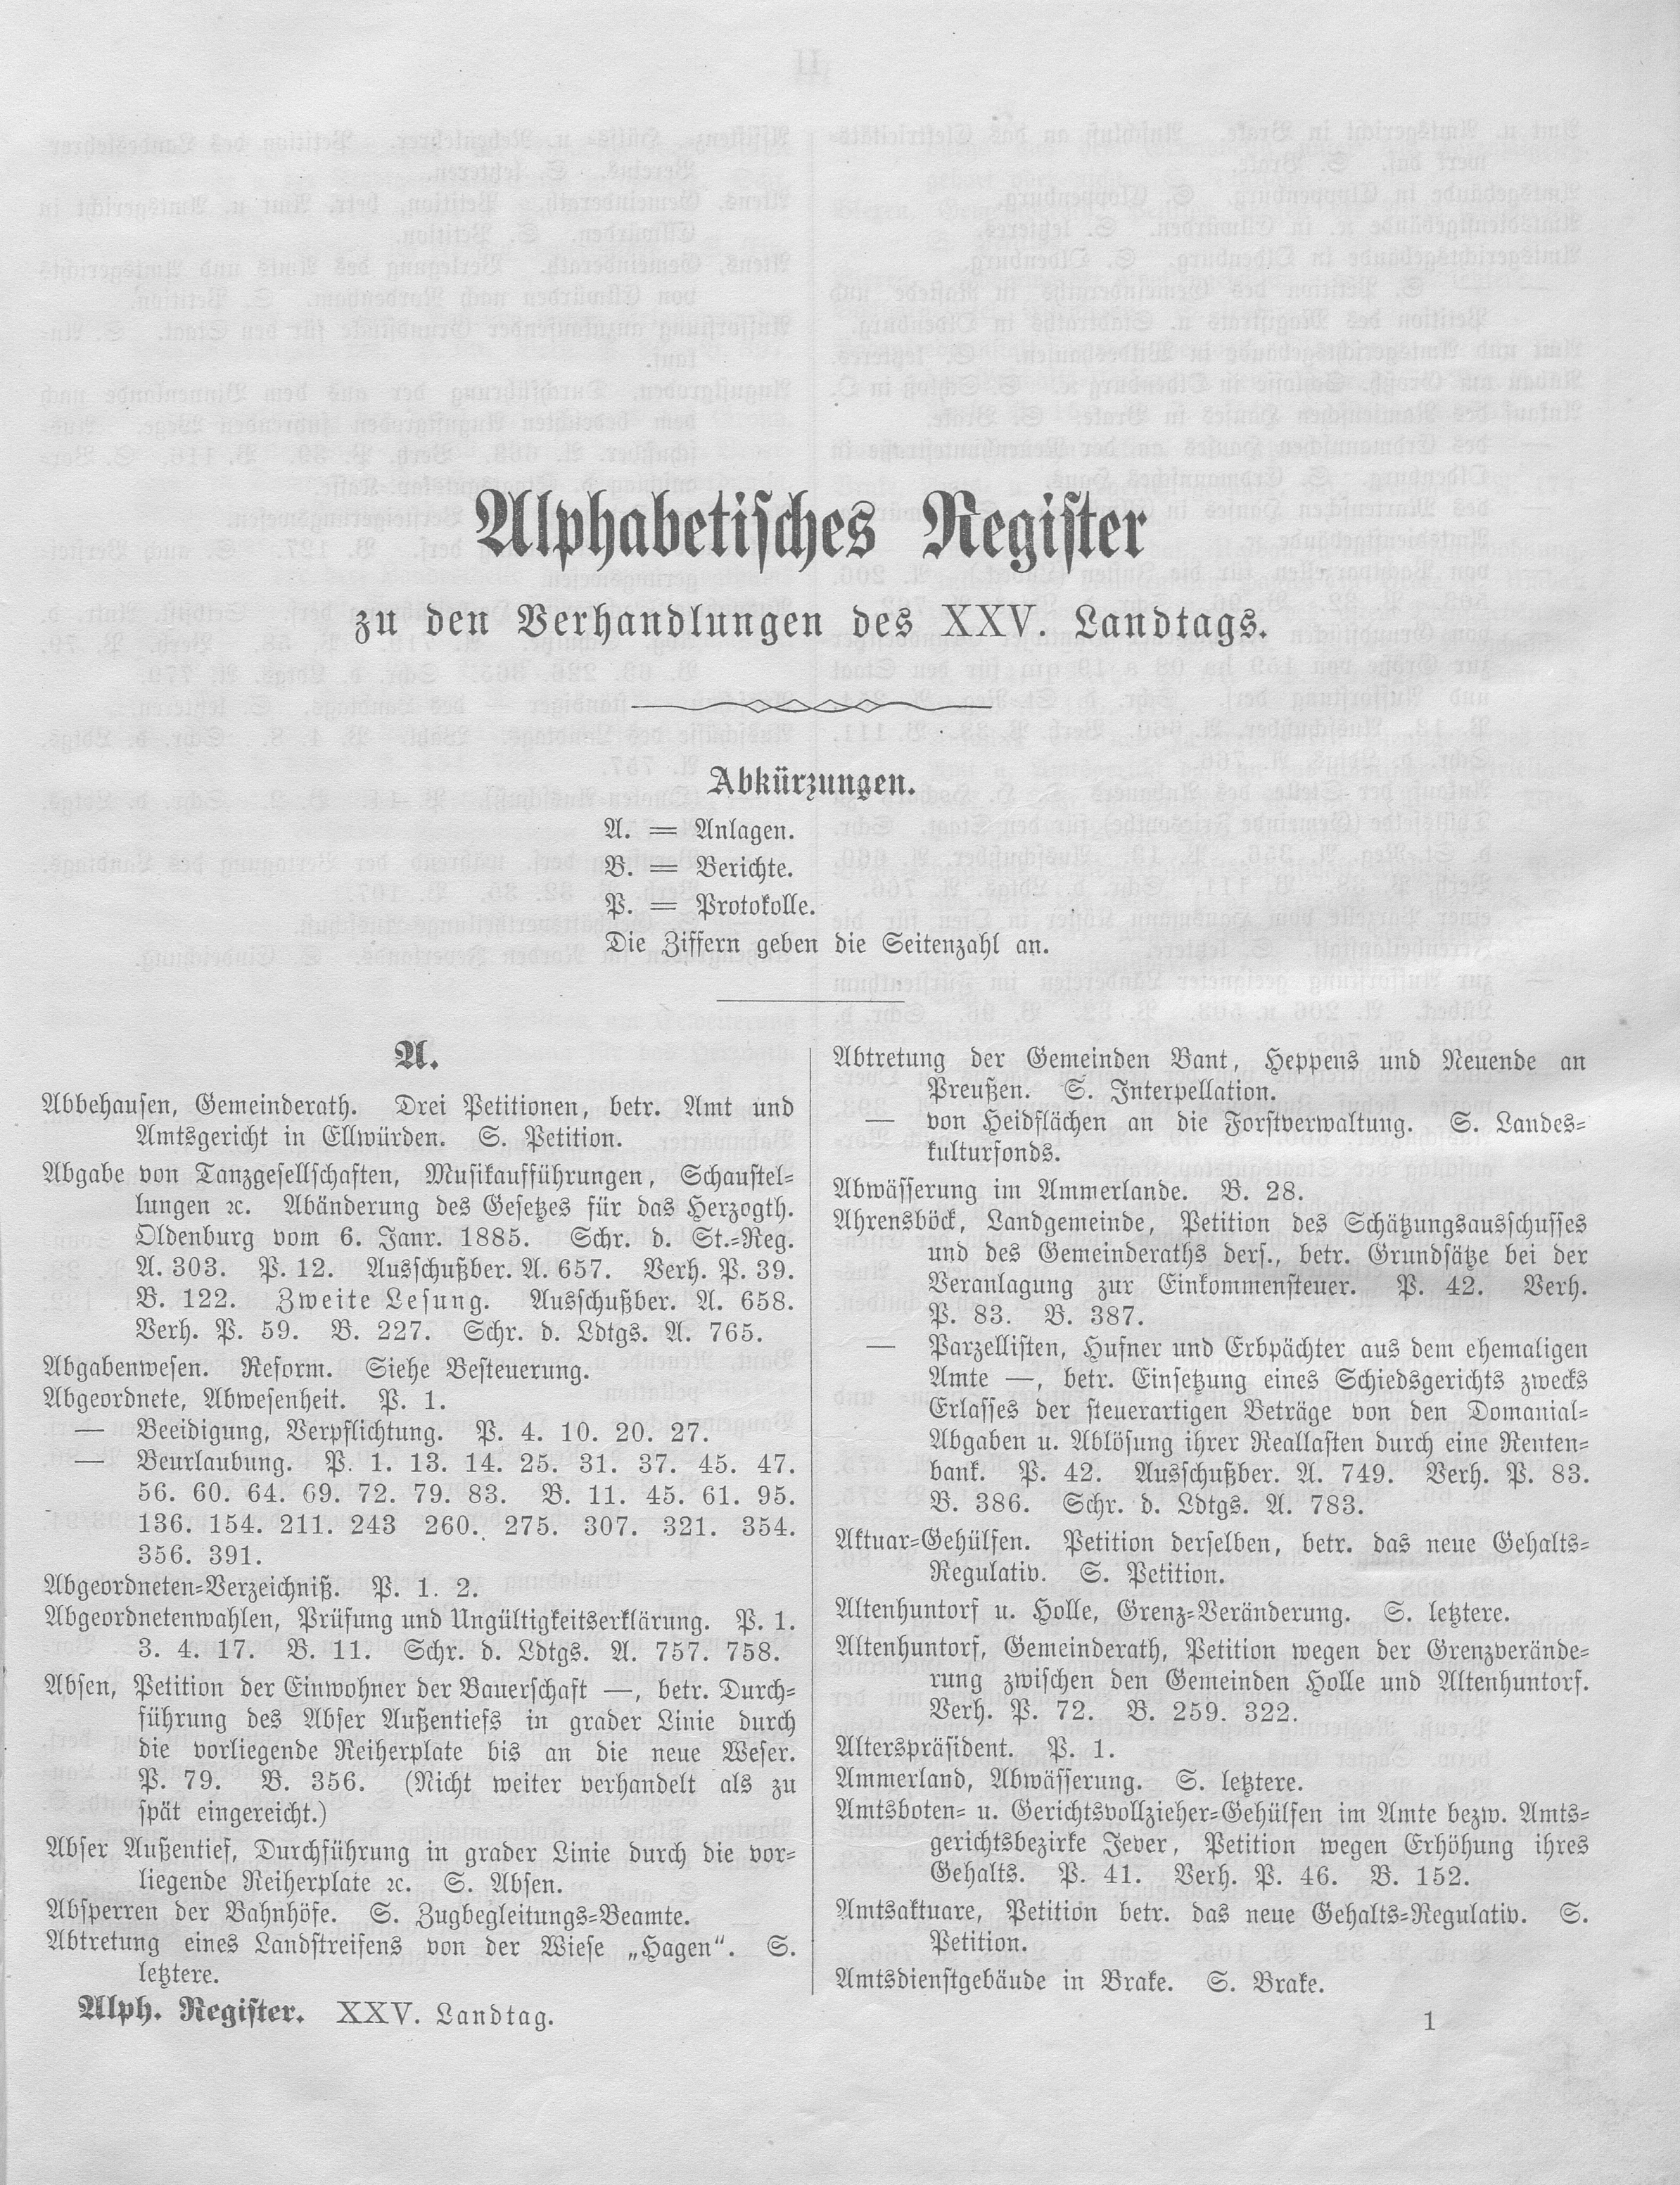 Alphabetisches Register
zu den Verhandlungen des XXV. Landtags.
Abkürzungen.
A. = Anlagen.
B. = Berichte.
P. = Protokolle.
Die Ziffern geben die Seitenzahl an.
A.
Abbehausen, Gemeinderath. Drei Petitionen, betr. Amt und
Amtsgericht in Ellwürden. S. Petition.
Abgabe von Tanzgesellschaften, Musikaufführungen, Schaustel-
lungen ꝛc. Abänderung des Gesetzes für das Herzogth.
Oldenburg vom 6. Janr. 1885. Schr. d. St.-Reg.
A. 303. P. 12. Ausschußber. A. 657. Verh. P. 39.
B. 122. Zweite Lesung. Ausschußber. A. 658.
Verh. P. 59. B. 227. Schr. d. Ldtgs. A. 765.
Abgabenwesen. Reform. Siehe Besteuerung.
Abgeordnete, Abwesenheit. P. 1.
— Beeidigung, Verpflichtung. P. 4. 10. 20. 27.
— Beurlaubung. P. 1. 13. 14. 25. 31. 37. 45. 47.
56. 60. 64. 69. 72. 79. 83. B. 11. 45. 61. 95.
136. 154. 211. 243 260. 275. 307. 321. 354.
356. 391.
Abgeordneten-Verzeichniß. P. 1. 2.
Abgeordnetenwahlen, Prüfung und Ungültigkeitserklärung. P. 1.
3. 4. 17. B. 11. Schr. d. Ldtgs. A. 757. 758.
Absen, Petition der Einwohner der Bauerschaft —, betr. Durch-
führung des Abser Außentiefs in grader Linie durch
die vorliegende Reiherplate bis an die neue Weser.
P. 79. B. 356. (Nicht weiter verhandelt als zu
spät eingereicht.)
Abser Außentief, Durchführung in grader Linie durch die vor-
liegende Reiherplate ꝛc. S. Absen.
Absperren der Bahnhöfe. S. Zugbegleitungs-Beamte.
Abtretung eines Landstreifens von der Wiese „Hagen“. S.
letztere.
Abtretung der Gemeinden Bant, Heppens und Neuende an
Preußen. S. Interpellation.
— von Heidflächen an die Forstverwaltung. S. Landes-
kulturfonds.
Abwässerung im Ammerlande. B. 28.
Ahrensböck, Landgemeinde, Petition des Schätzungsausschusses
und des Gemeinderaths ders., betr. Grundsätze bei der
Veranlagung zur Einkommensteuer. P. 42. Verh.
P. 83. B. 387.
— Parzellisten, Hufner und Erbpächter aus dem ehemaligen
Amte —, betr. Einsetzung eines Schiedsgerichts zwecks
Erlasses der steuerartigen Beträge von den Domanial-
Abgaben u. Ablösung ihrer Reallasten durch eine Renten-
bank. P. 42. Ausschußber. A. 749. Verh. P. 83.
B. 386. Schr. d. Ldtgs. A. 783.
Aktuar-Gehülfen. Petition derselben, betr. das neue Gehalts-
Regulativ. S. Petition.
Altenhuntorf u. Holle, Grenz-Veränderung. S. letztere.
Altenhuntorf, Gemeinderath, Petition wegen der Grenzverände-
rung zwischen den Gemeinden Holle und Altenhuntorf.
Verh. P. 72. B. 259. 322.
Alterspräsident. P. 1.
Ammerland, Abwässerung. S. letztere.
Amtsboten- u. Gerichtsvollzieher-Gehülfen im Amte bezw. Amts-
gerichtsbezirke Jever, Petition wegen Erhöhung ihres
Gehalts. P. 41. Verh. P. 46. B. 152.
Amtsaktuare, Petition betr. das neue Gehalts-Regulativ. S.
Petition.
Amtsdienstgebäude in Brake. S. Brake.
Alph. Register. XXV. Landtag.
1